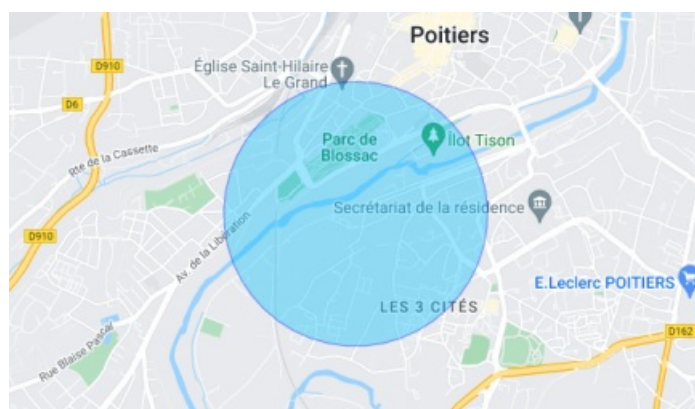 Poitiers
Église Saint-Hilaire
Le Grand
D910
D6
Parc de
Blossac
Îlot Tison
Rte de la Cassette
Secrétariat de la résidence
D910
Av. de la Libération
E.Leclerc POITIERS
LES 3 CITÉS
D162
Rue Blaise Pascal